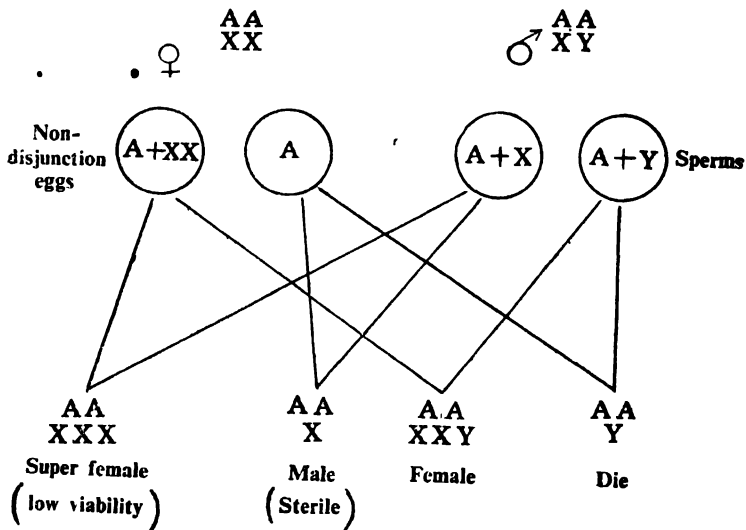 ♀ AA
XX
♂ AA
XY
Non-
disjunction
eggs
A+XX
A
A+X
A+Y
Sperms
AA
XXX
Super female
(low viability)
AA
X
Male
(Sterile)
AA
XXY
Female
AA
Y
Die